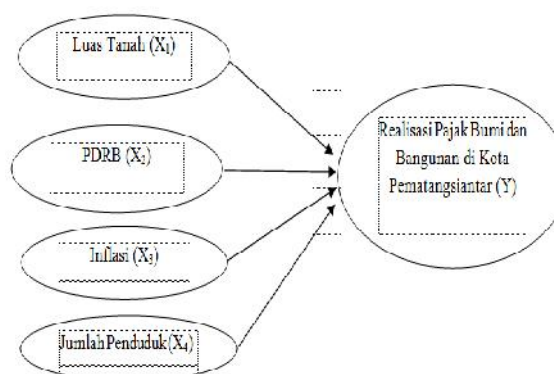 Luas Tanah (X₁)
PDRB (X₂)
Inflasi (X₃)
Jumlah Penduduk (X₄)
Realisasi Pajak Bumi dan
Bangunan di Kota
Pematangsiantar (Y)